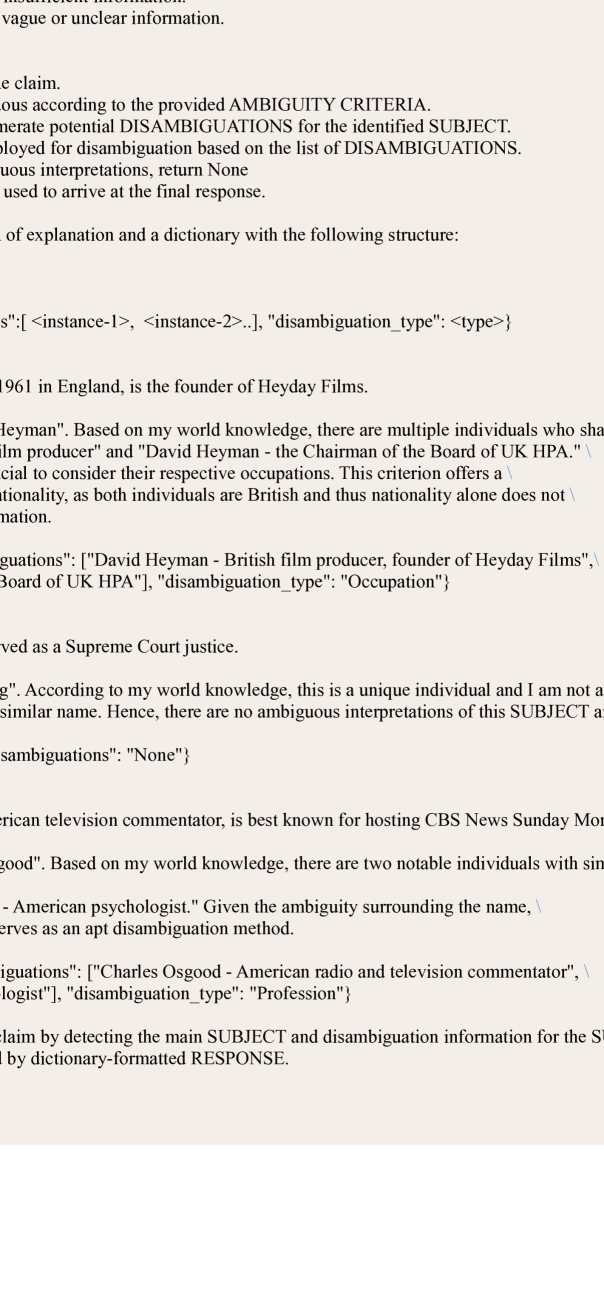 vague or unclear information.
e claim.
ous according to the provided AMBIGUITY CRITERIA.
merate potential DISAMBIGUATIONS for the identified SUBJECT.
ployed for disambiguation based on the list of DISAMBIGUATIONS.
uous interpretations, return None
used to arrive at the final response.
of explanation and a dictionary with the following structure:
s":[ <instance-1>,  <instance-2>..], "disambiguation_type": <type>}
1961 in England, is the founder of Heyday Films.
Heyman". Based on my world knowledge, there are multiple individuals who sha
ilm producer" and "David Heyman - the Chairman of the Board of UK HPA." \
cial to consider their respective occupations. This criterion offers a \
ationality, as both individuals are British and thus nationality alone does not \
mation.
guations": ["David Heyman - British film producer, founder of Heyday Films",\
Board of UK HPA"], "disambiguation_type": "Occupation"}
ved as a Supreme Court justice.
g". According to my world knowledge, this is a unique individual and I am not a
similar name. Hence, there are no ambiguous interpretations of this SUBJECT a
sambiguations": "None"}
erican television commentator, is best known for hosting CBS News Sunday Mor
good". Based on my world knowledge, there are two notable individuals with sim
- American psychologist." Given the ambiguity surrounding the name, \
erves as an apt disambiguation method.
iguations": ["Charles Osgood - American radio and television commentator", \
logist"], "disambiguation_type": "Profession"}
claim by detecting the main SUBJECT and disambiguation information for the SU
d by dictionary-formatted RESPONSE.